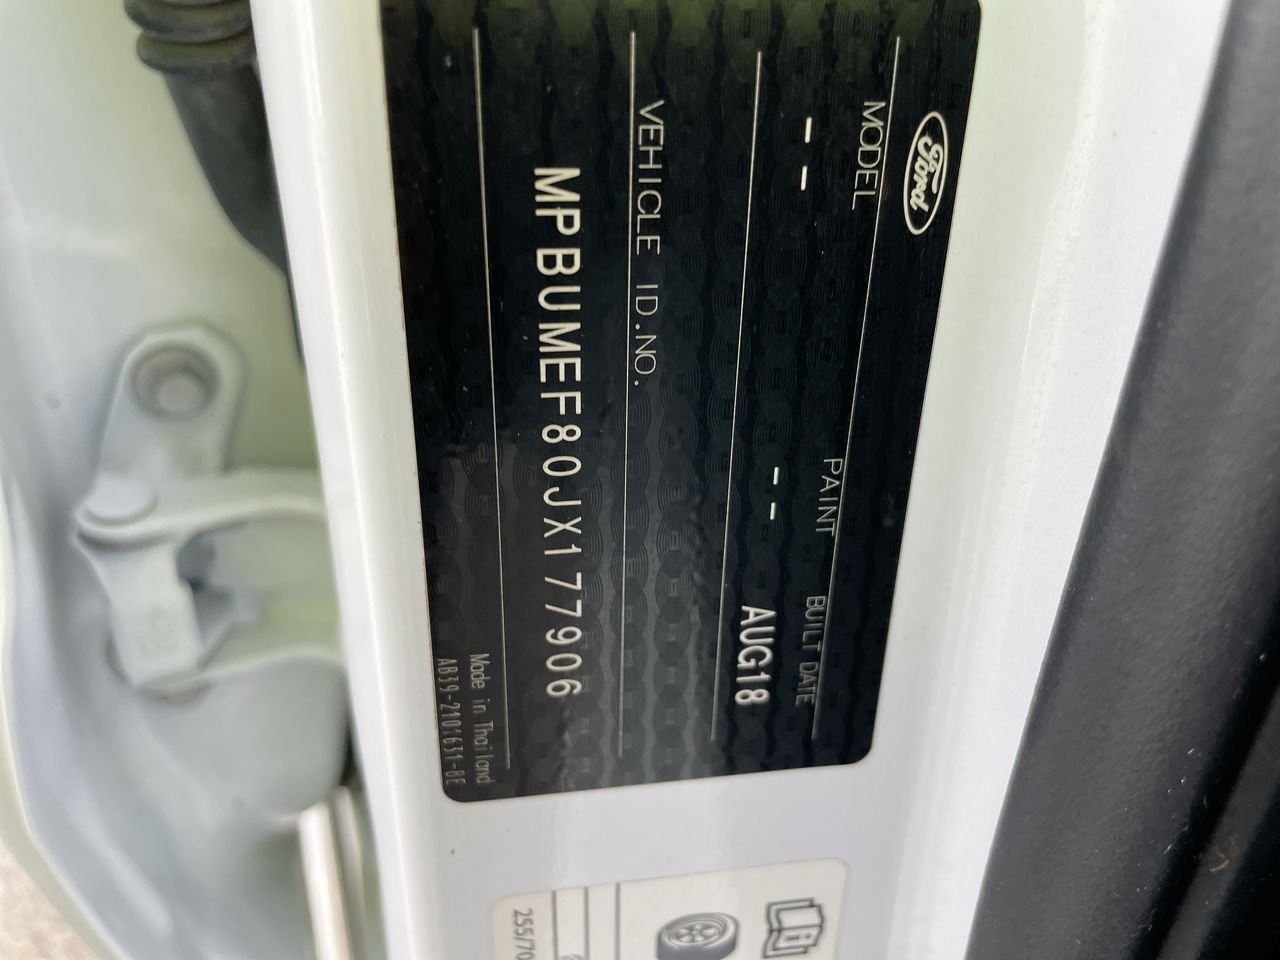 Ford
MODEL PAINT BUILT DATE
-- -- AUG18
VEHICLE ID.NO.
MPBUMEF80JX177906
Made in Thailand
AB39-2101631-BE
255/70